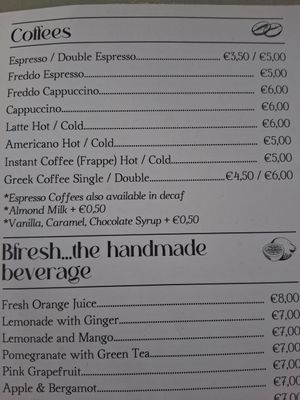 Coffees
Espresso / Double Espresso €3,50 / €5,00
Freddo Espresso €5,00
Freddo Cappuccino €6,00
Cappuccino €6,00
Latte Hot / Cold €6,00
Americano Hot / Cold €5,00
Instant Coffee (Frappe) Hot / Cold €5,00
Greek Coffee Single / Double €4,50 / €6,00
*Espresso Coffees also available in decaf
*Almond Milk + €0,50
*Vanilla, Caramel, Chocolate Syrup + €0,50
Bfresh...the handmade
beverage
Fresh Orange Juice €8,00
Lemonade with Ginger €7,00
Lemonade and Mango €7,00
Pomegranate with Green Tea €7,00
Pink Grapefruit €7,00
Apple & Bergamot €7,00
€7,00